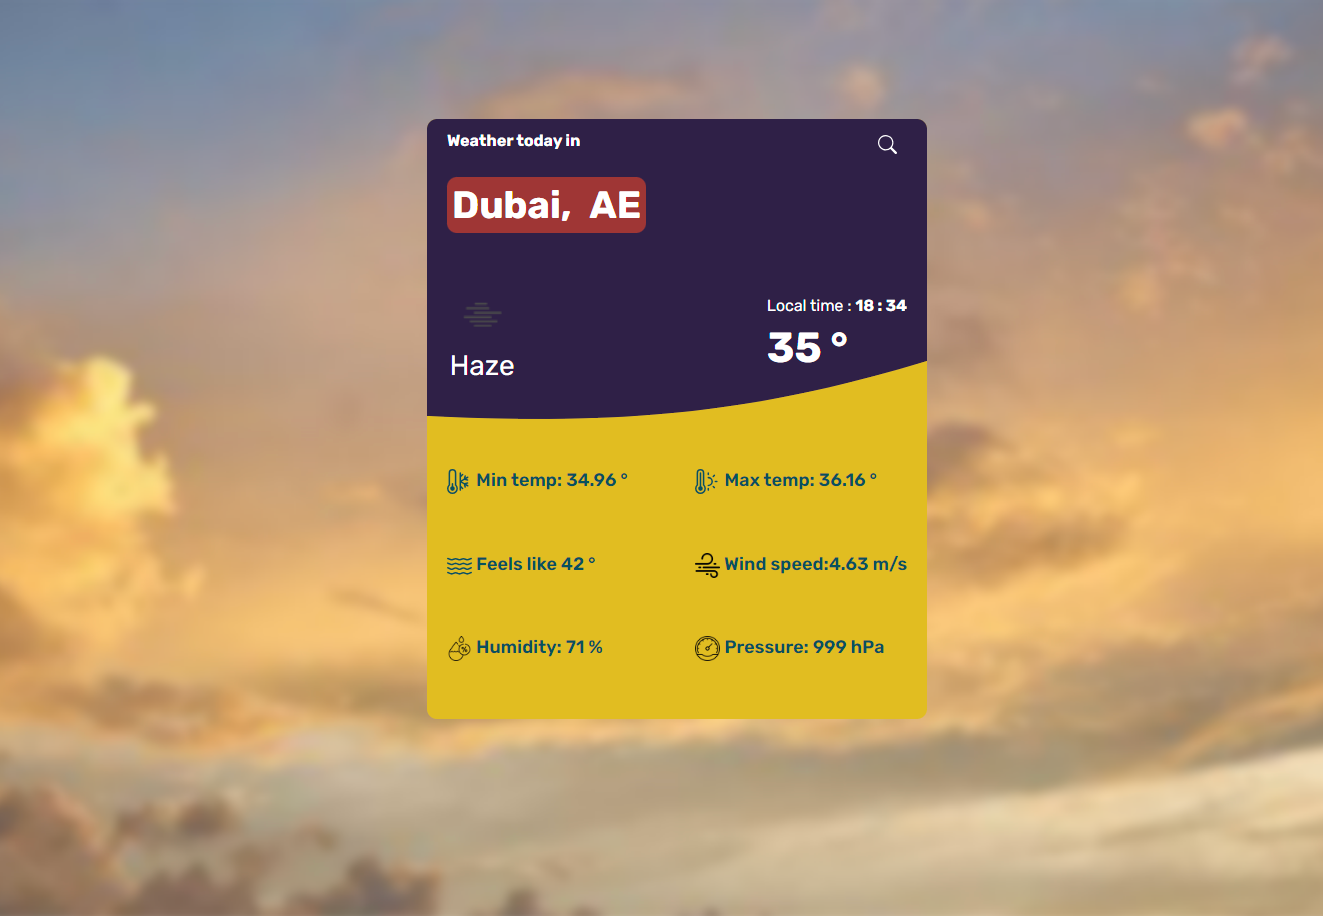 Weather today in
Dubai, AE
Local time : 18 : 34
35 °
Haze
Min temp: 34.96 °
Max temp: 36.16 °
Feels like 42 °
Wind speed:4.63 m/s
Humidity: 71 %
Pressure: 999 hPa